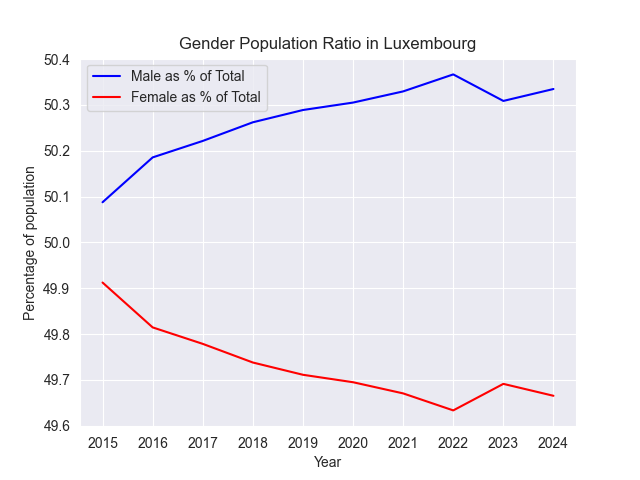 Gender Population Ratio in Luxembourg
Male as % of Total
Female as % of Total
Percentage of population
50.4
50.3
50.2
50.1
50.0
49.9
49.8
49.7
49.6
2015 2016 2017 2018 2019 2020 2021 2022 2023 2024
Year